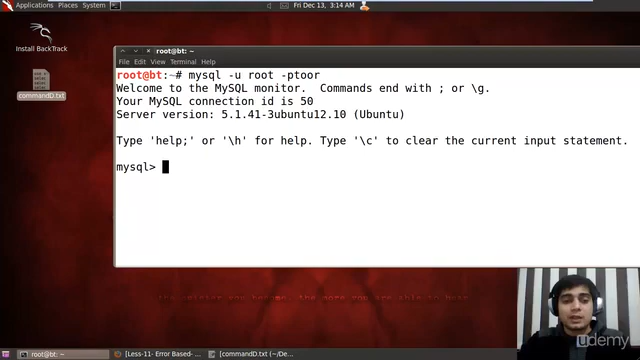 Applications Places System
Fri Dec 13, 3:14 AM
Install BackTrack
commandD.txt
root@bt: ~
File Edit View Terminal Help
root@bt:~# mysql -u root -ptoor
Welcome to the MySQL monitor.  Commands end with ; or \g.
Your MySQL connection id is 50
Server version: 5.1.41-3ubuntu12.10 (Ubuntu)
Type 'help;' or '\h' for help. Type '\c' to clear the current input statement.
mysql>
udemy
root@bt: ~
[Less-11- Error Based- ...
[commandD.txt (~/De...